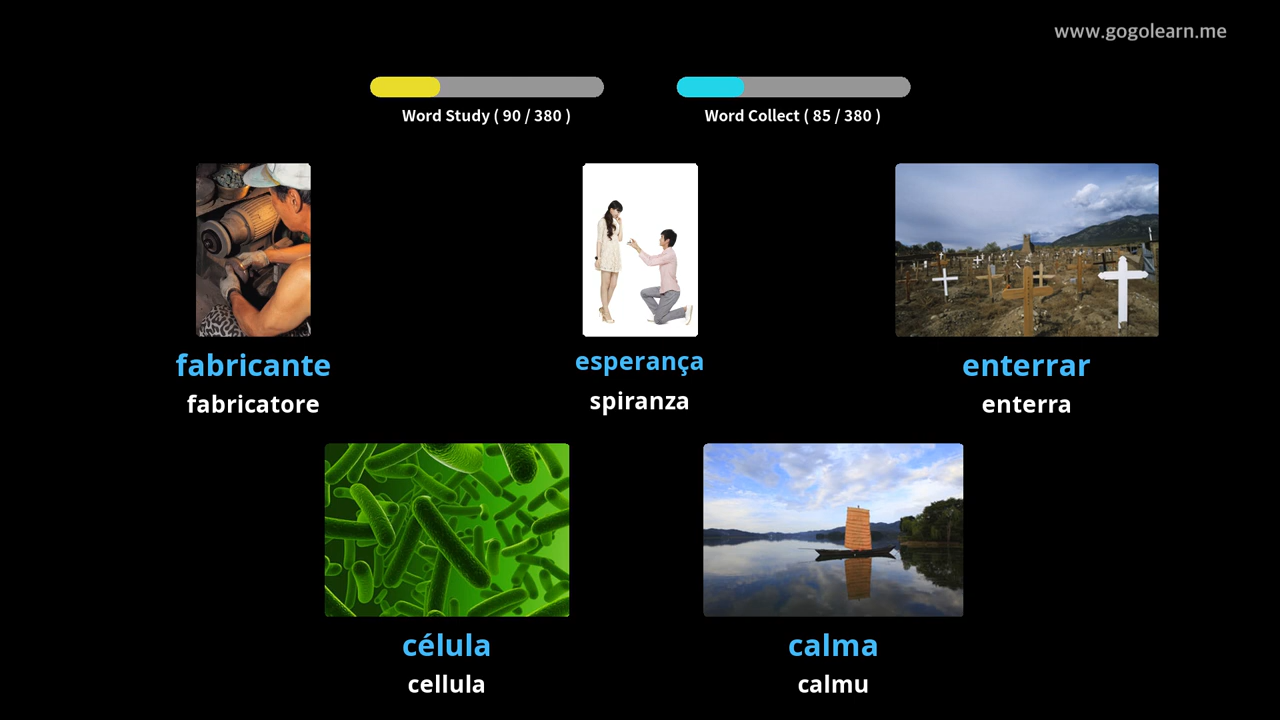 www.gogolearn.me
Word Study ( 90 / 380 )
Word Collect ( 85 / 380 )
fabricante
fabricatore
esperança
spiranza
enterrar
enterra
célula
cellula
calma
calmu